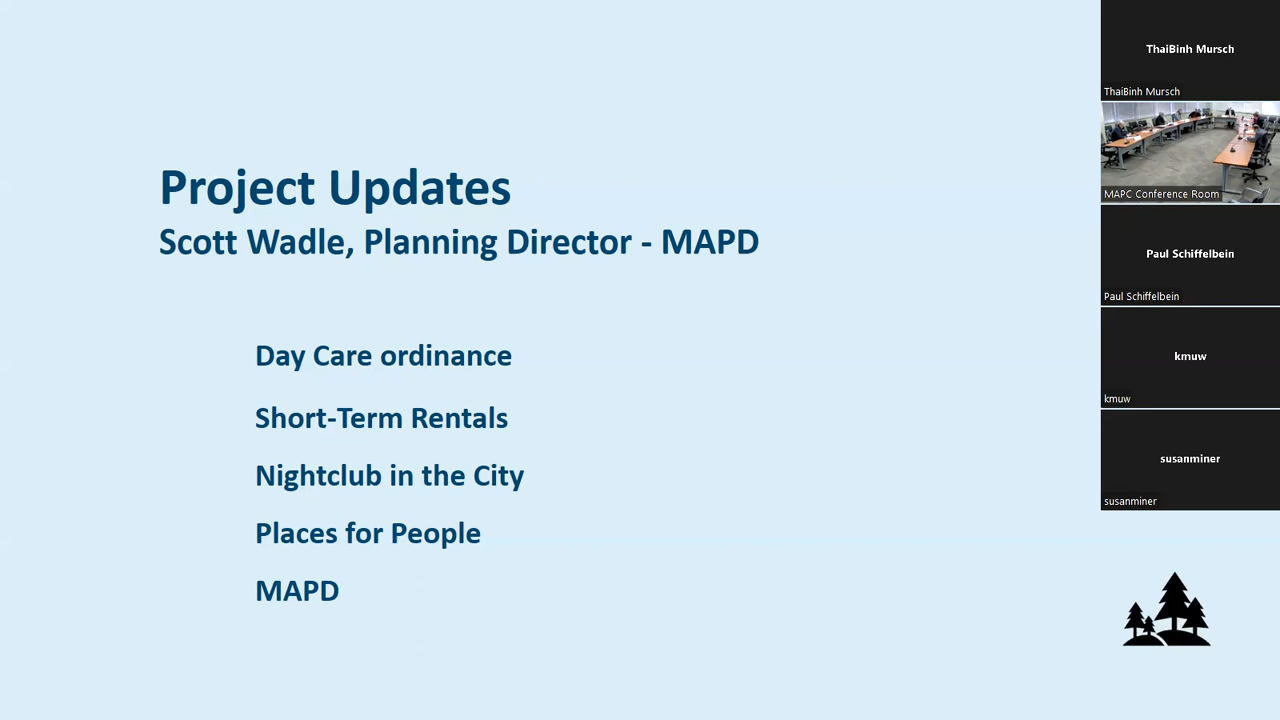 Project Updates
Scott Wadle, Planning Director - MAPD
Day Care ordinance
Short-Term Rentals
Nightclub in the City
Places for People
MAPD
ThaiBinh Mursch
ThaiBinh Mursch
MAPC Conference Room
Paul Schiffelbein
Paul Schiffelbein
kmuw
kmuw
susanminer
susanminer